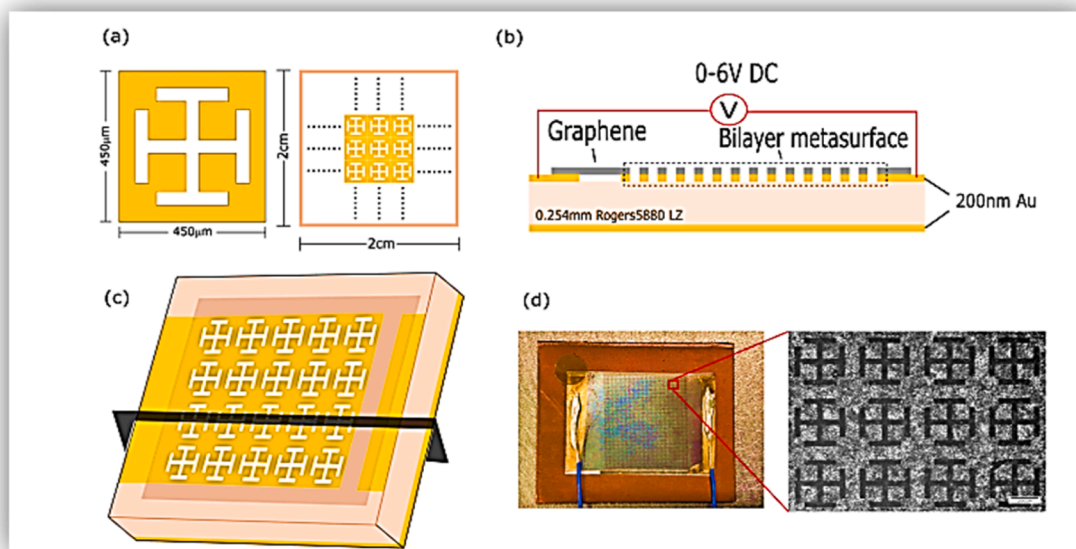 (a)
450μm
450μm
2cm
2cm
(b)
0-6V DC
V
Graphene
Bilayer metasurface
200nm Au
0.254mm Rogers5880 LZ
(c)
(d)